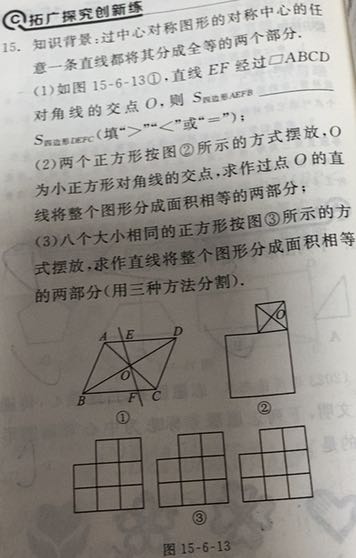 C 拓广探究创新练
15. 知识背景:过中心对称图形的对称中心的任
意一条直线都将其分成全等的两个部分.
(1)如图 15-6-13①,直线 EF 经过▱ABCD
对角线的交点 O,则 S四边形AEFB
S四边形DEFC(填“>”“<”或“=”);
(2)两个正方形按图②所示的方式摆放,O
为小正方形对角线的交点,求作过点 O 的直
线将整个图形分成面积相等的两部分;
(3)八个大小相同的正方形按图③所示的方
式摆放,求作直线将整个图形分成面积相等
的两部分(用三种方法分割).
A E D
O
B F C
①
O
②
③
图 15-6-13